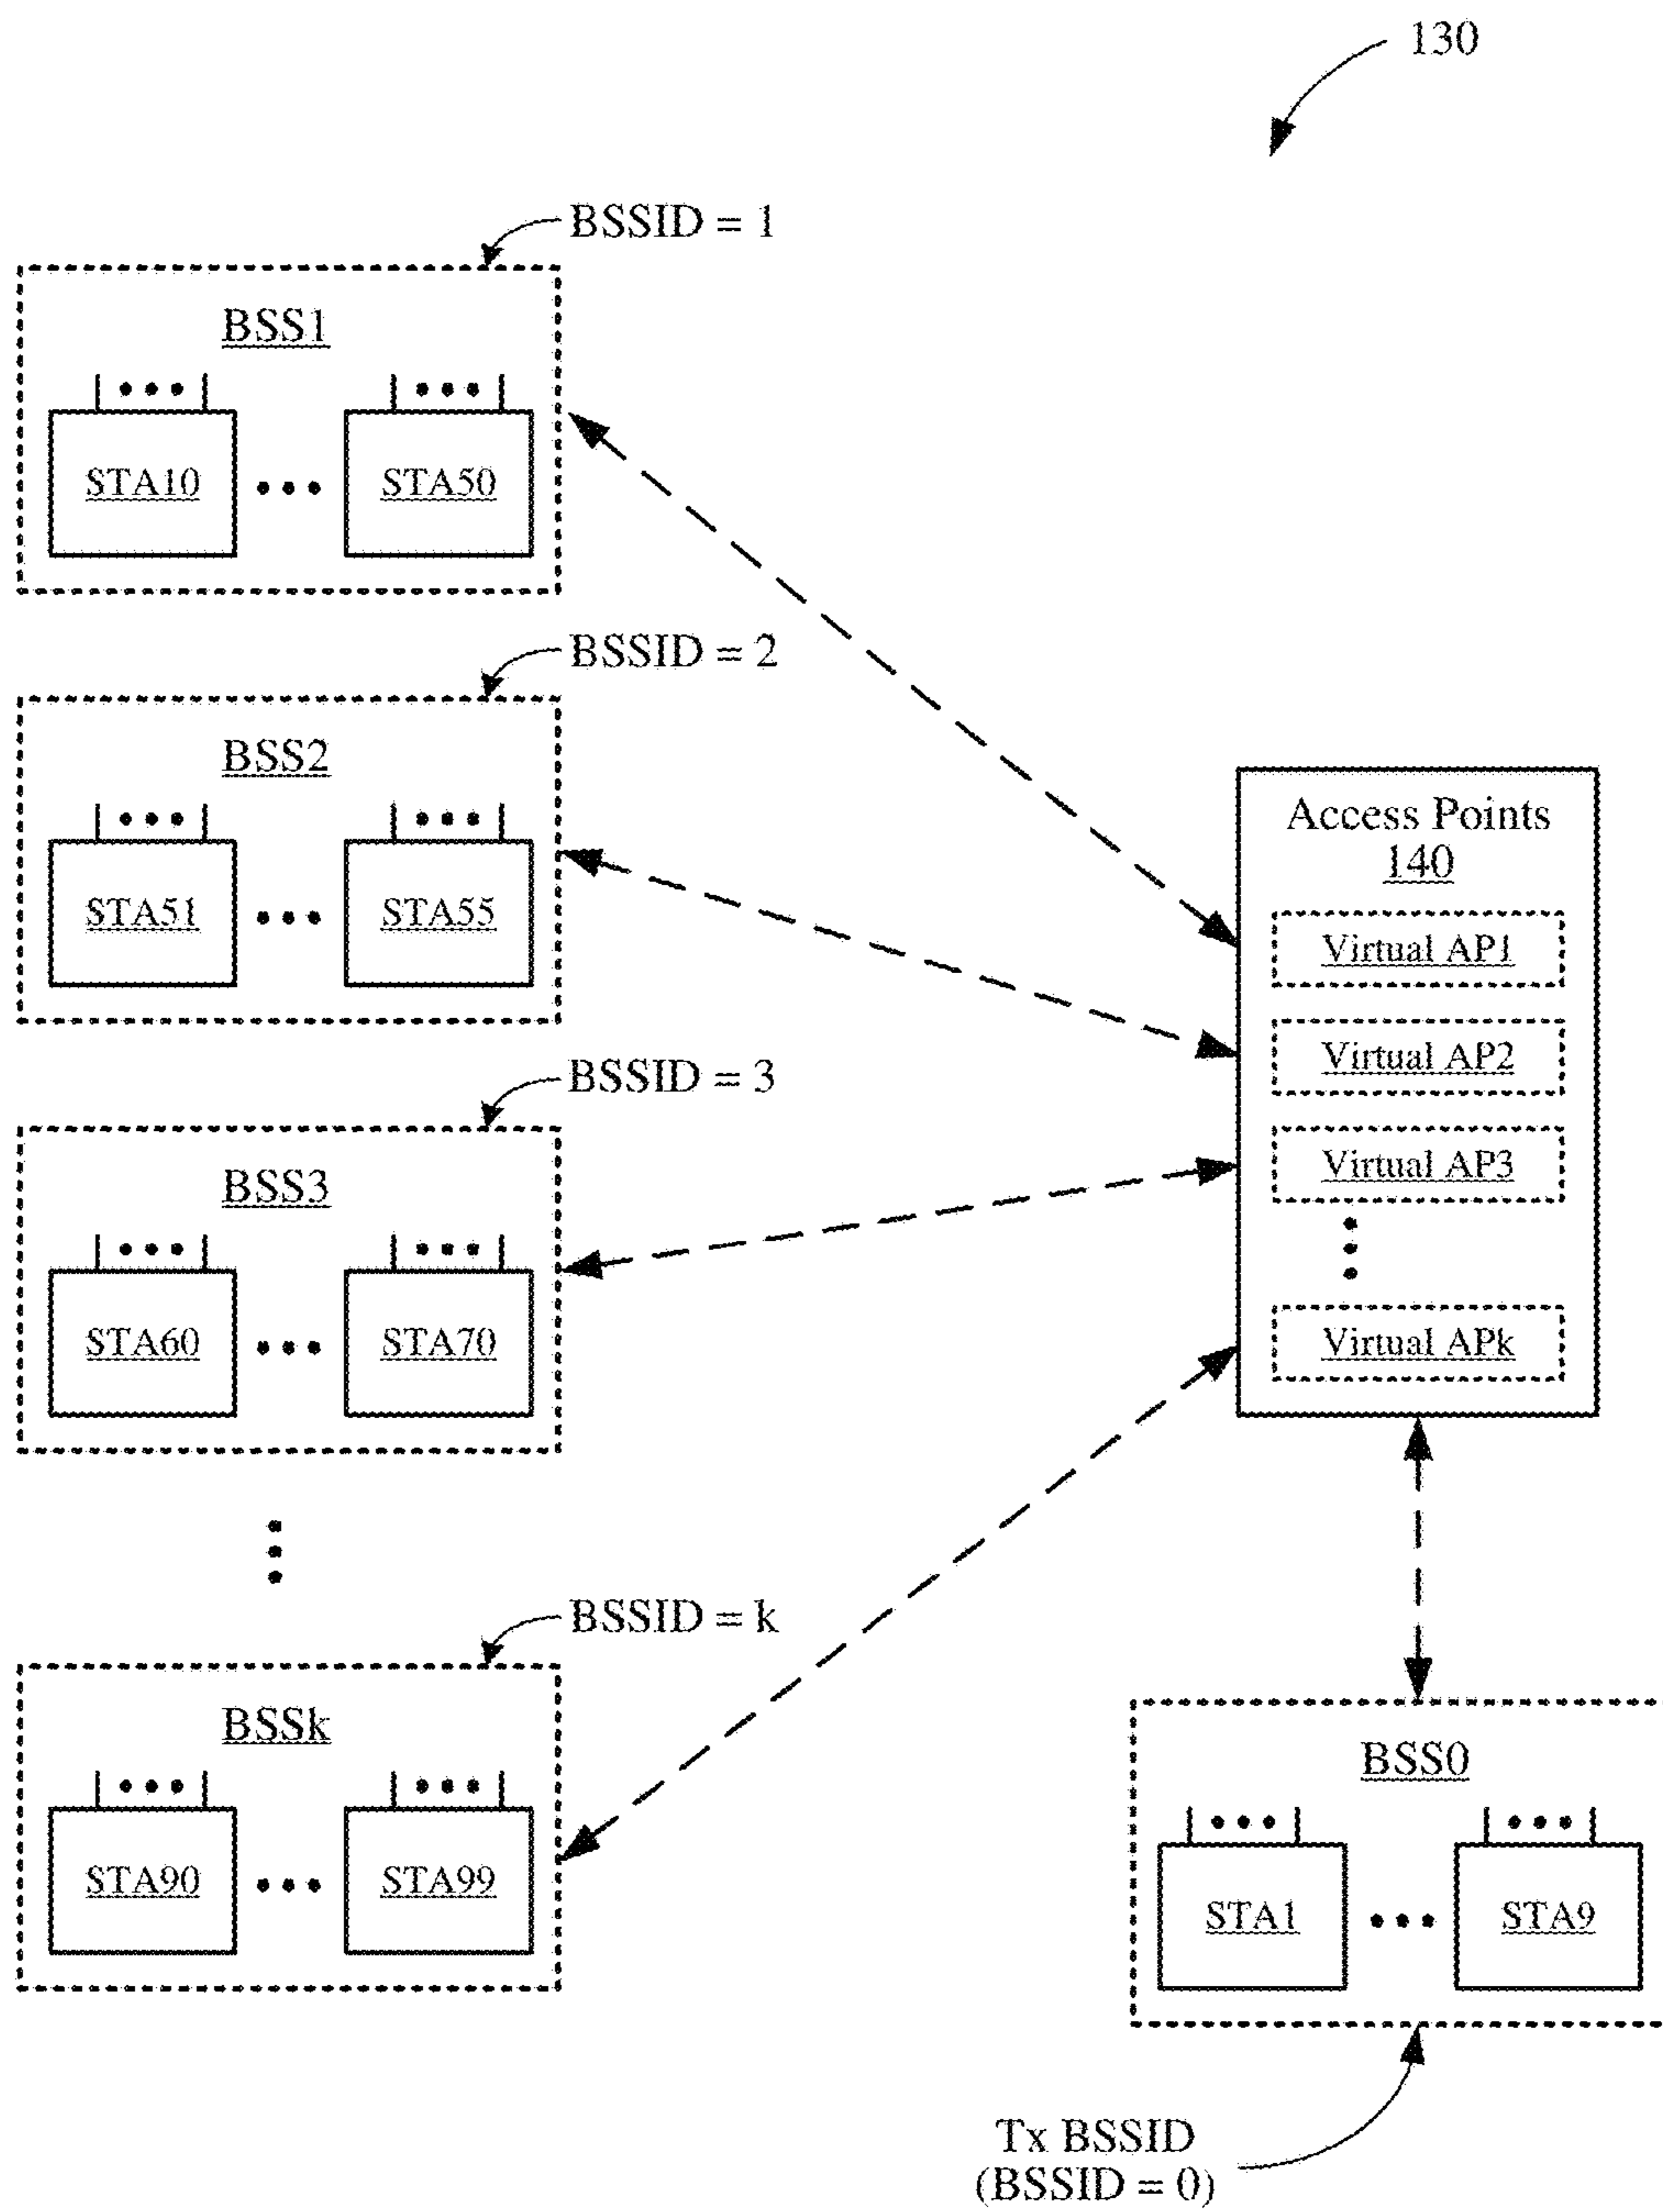 130
BSSID = 1
BSS1
STA10
STA50
BSSID = 2
BSS2
STA51
STA55
BSSID = 3
BSS3
STA60
STA70
BSSID = k
BSSk
STA90
STA99
Access Points
140
Virtual AP1
Virtual AP2
Virtual AP3
Virtual APk
BSS0
STA1
STA9
Tx BSSID
(BSSID = 0)